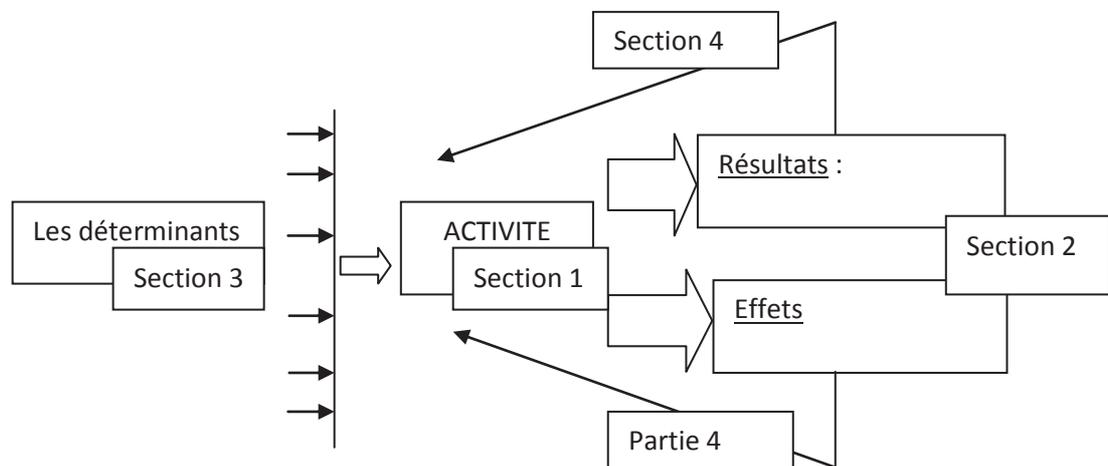 Section 4
Résultats :
Les déterminants
ACTIVITE
Section 2
Section 3
Section 1
Effets
Partie 4